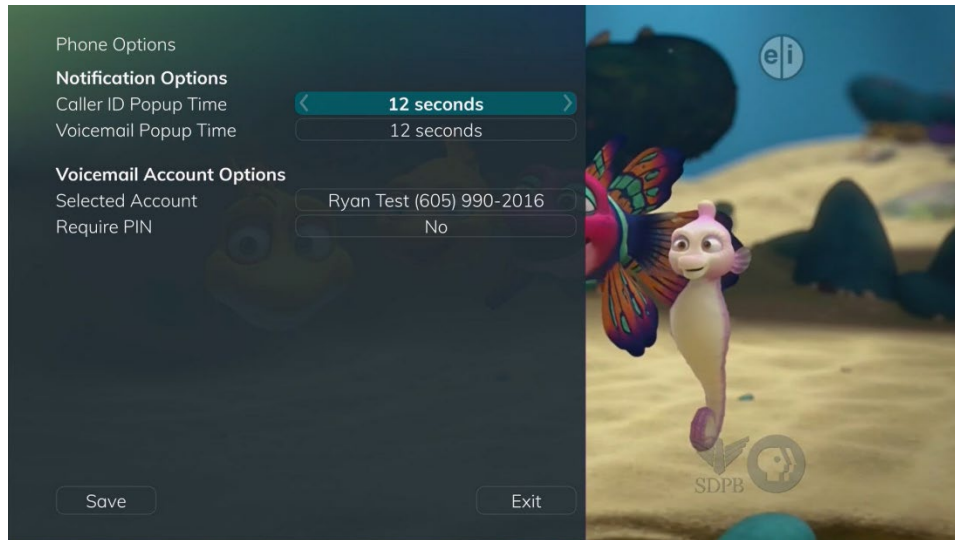 Phone Options
Notification Options
Caller ID Popup Time 12 seconds
Voicemail Popup Time 12 seconds
Voicemail Account Options
Selected Account Ryan Test (605) 990-2016
Require PIN No
Save Exit
e|i
SDPB